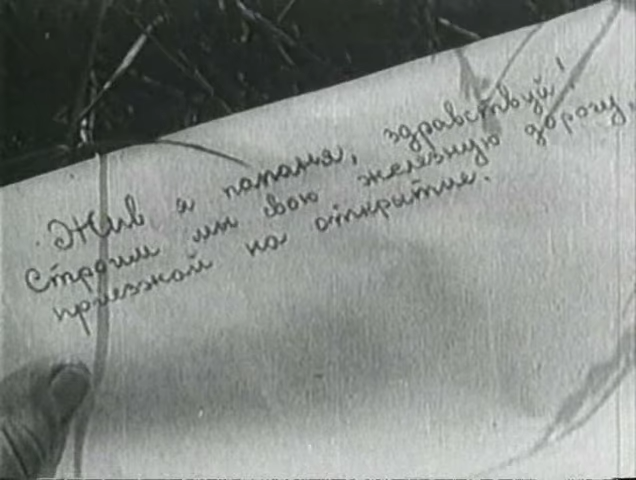 Жив я папаня, здравствуй!
Строим мы свою железную дорогу,
приезжай на открытие.